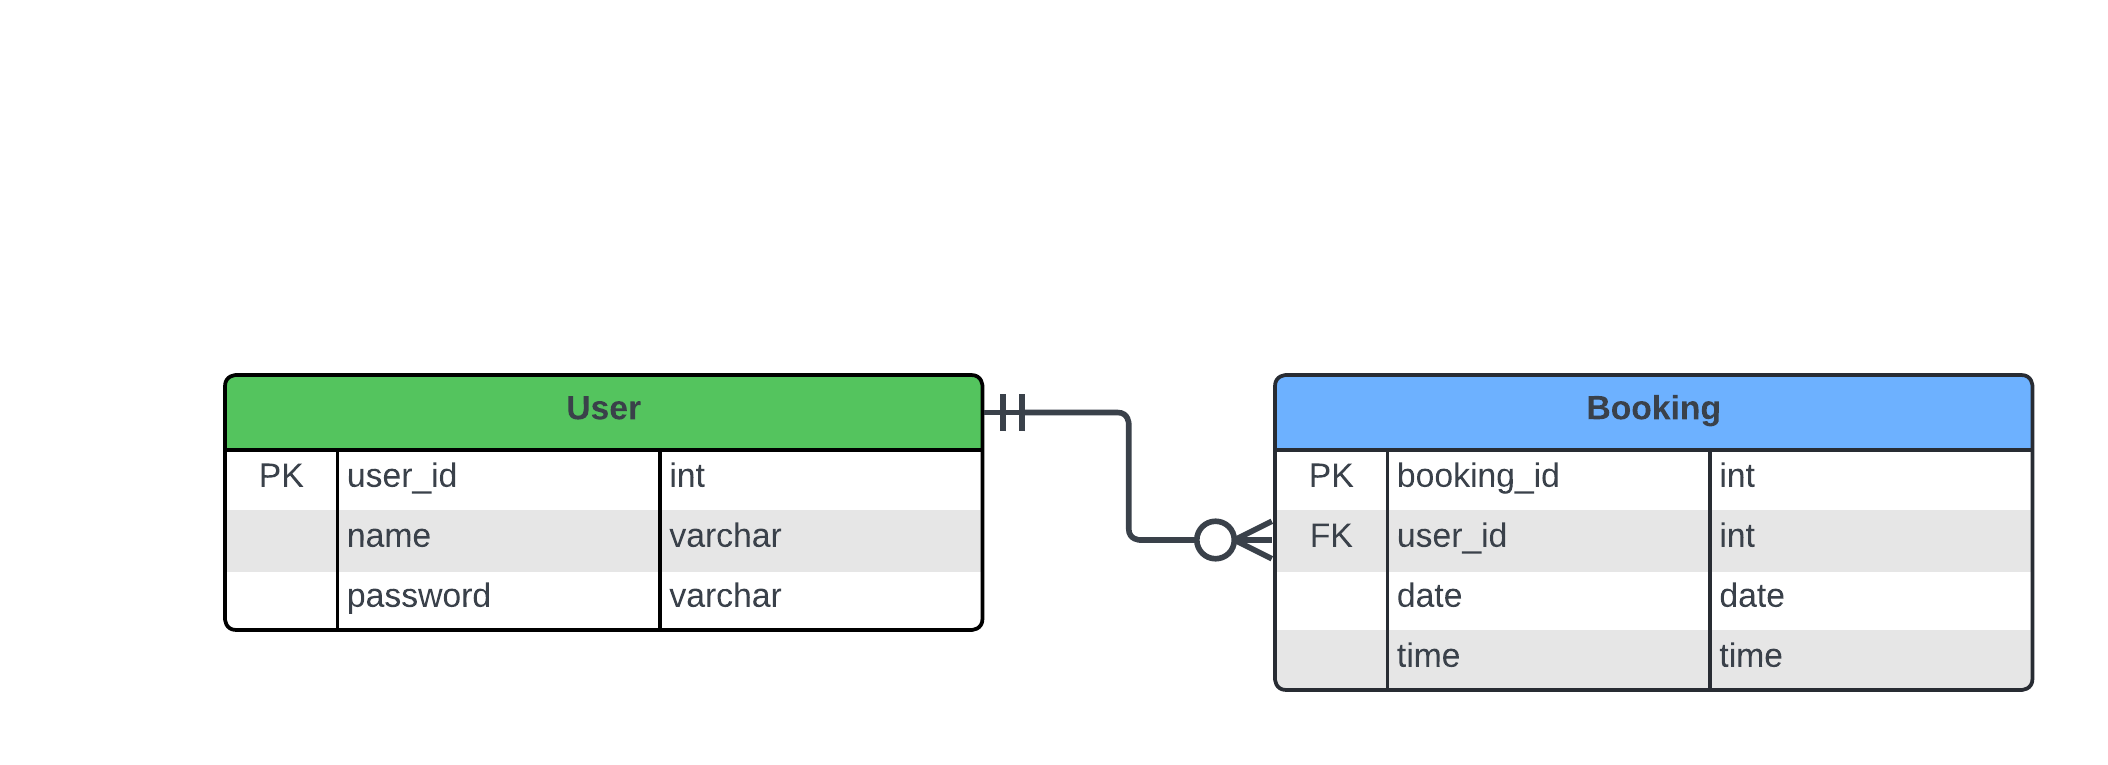 User
PK user_id int
name varchar
password varchar
Booking
PK booking_id int
FK user_id int
date date
time time